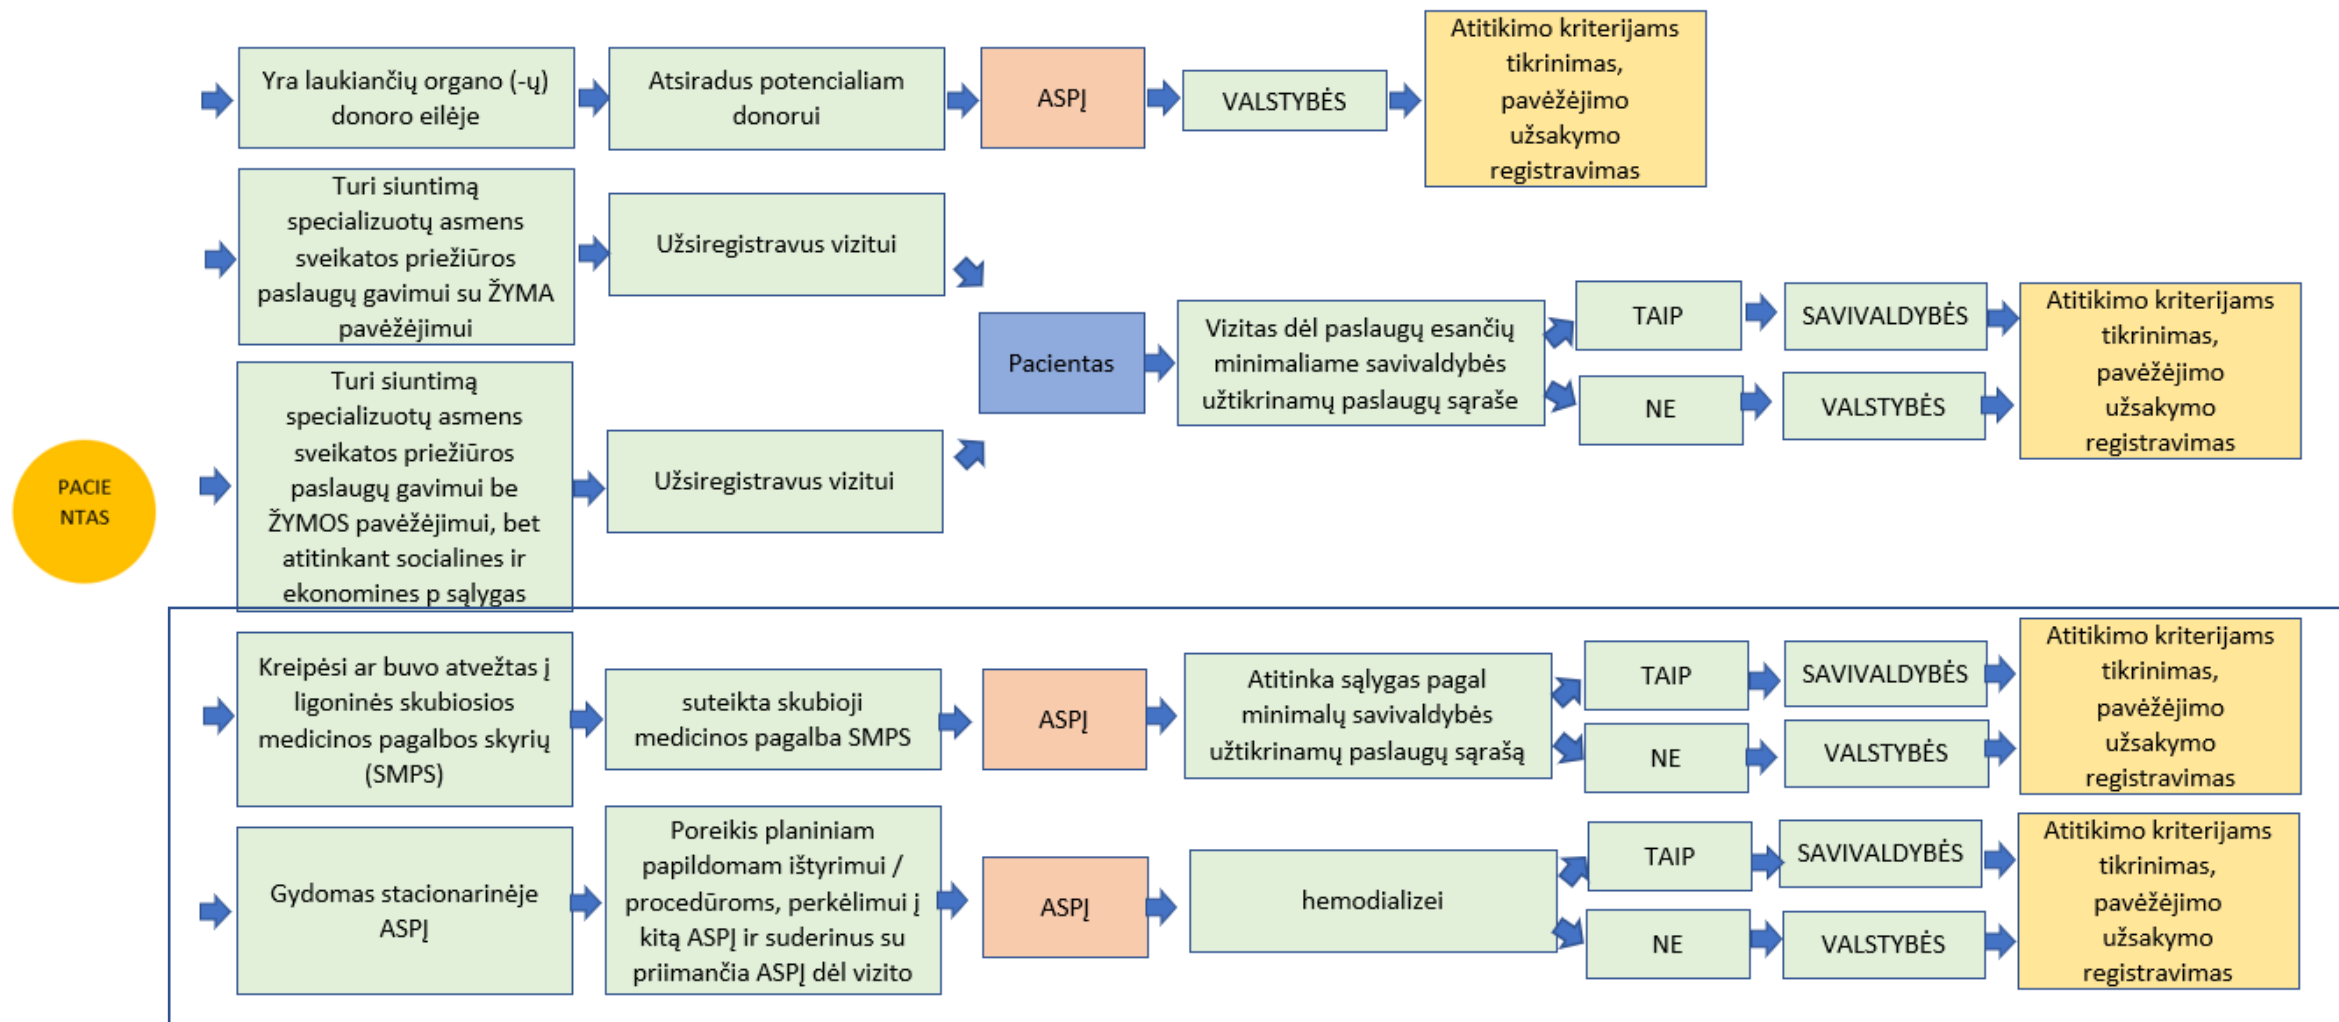 Yra laukiančių organo (-ų)
donoro eilėje
Atsiradus potencialiam
donorui
ASPĮ
VALSTYBĖS
Atitikimo kriterijams
tikrinimas,
pavėžėjimo
užsakymo
registravimas
Turi siuntimą
specializuotų asmens
sveikatos priežiūros
paslaugų gavimui su ŽYMA
pavėžėjimui
Užsiregistravus vizitui
PACIE
NTAS
Turi siuntimą
specializuotų asmens
sveikatos priežiūros
paslaugų gavimui be
ŽYMOS pavėžėjimui, bet
atitinkant socialines ir
ekonomines p sąlygas
Užsiregistravus vizitui
Pacientas
Vizitas dėl paslaugų esančių
minimaliame savivaldybės
užtikrinamų paslaugų sąraše
TAIP
SAVIVALDYBĖS
NE
VALSTYBĖS
Atitikimo kriterijams
tikrinimas,
pavėžėjimo
užsakymo
registravimas
Kreipėsi ar buvo atvežtas į
ligoninės skubiosios
medicinos pagalbos skyrių
(SMPS)
suteikta skubioji
medicinos pagalba SMPS
ASPĮ
Atitinka sąlygas pagal
minimalų savivaldybės
užtikrinamų paslaugų sąrašą
TAIP
SAVIVALDYBĖS
NE
VALSTYBĖS
Atitikimo kriterijams
tikrinimas,
pavėžėjimo
užsakymo
registravimas
Gydomas stacionarinėje
ASPĮ
Poreikis planiniam
papildomam ištyrimui /
procedūroms, perkėlimui į
kitą ASPĮ ir suderinus su
priimančia ASPĮ dėl vizito
ASPĮ
hemodializei
TAIP
SAVIVALDYBĖS
NE
VALSTYBĖS
Atitikimo kriterijams
tikrinimas,
pavėžėjimo
užsakymo
registravimas